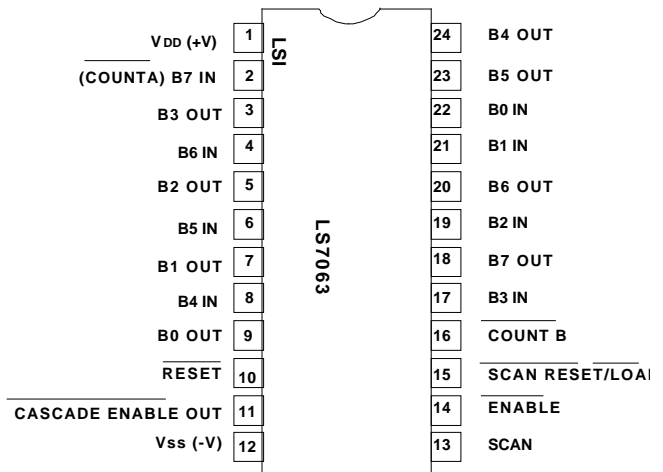 VDD (+V) 1
(COUNTA) B7 IN 2
B3 OUT 3
B6 IN 4
B2 OUT 5
B5 IN 6
B1 OUT 7
B4 IN 8
B0 OUT 9
RESET 10
CASCADE ENABLE OUT 11
Vss (-V) 12
LSI
LS7063
24 B4 OUT
23 B5 OUT
22 B0 IN
21 B1 IN
20 B6 OUT
19 B2 IN
18 B7 OUT
17 B3 IN
16 COUNT B
15 SCAN RESET/LOA
14 ENABLE
13 SCAN